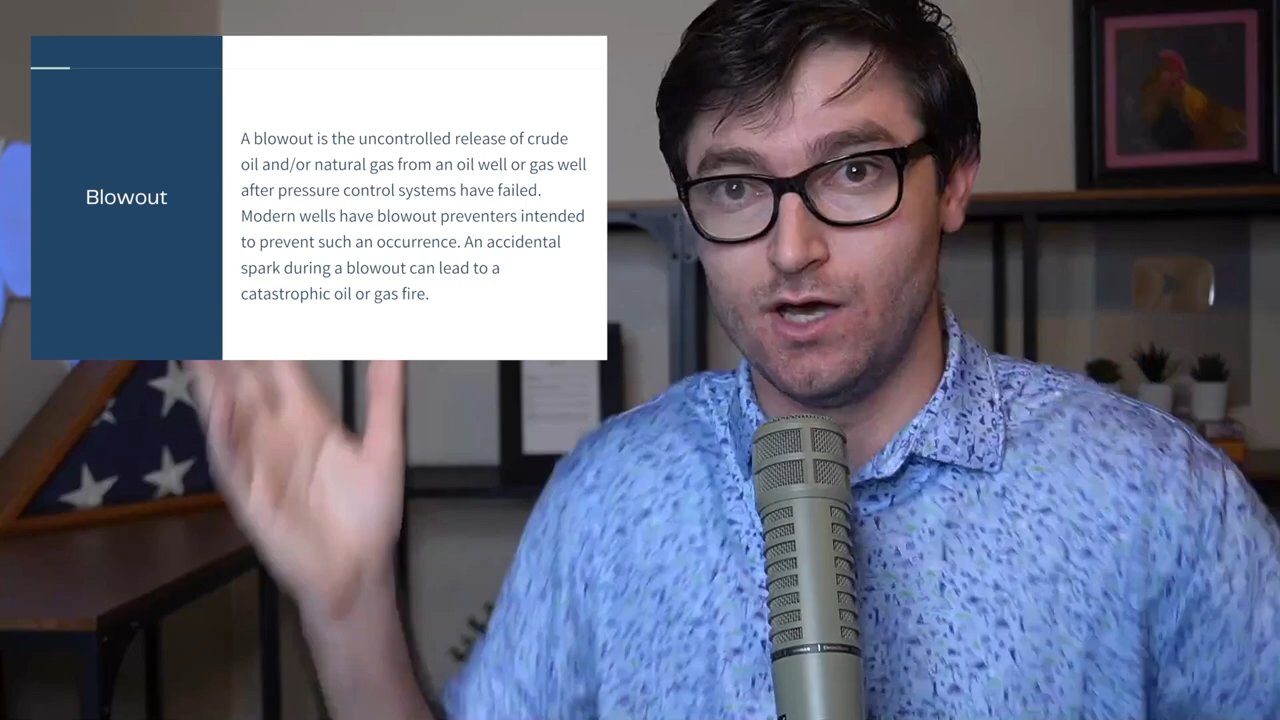 Blowout
A blowout is the uncontrolled release of crude
oil and/or natural gas from an oil well or gas well
after pressure control systems have failed.
Modern wells have blowout preventers intended
to prevent such an occurrence. An accidental
spark during a blowout can lead to a
catastrophic oil or gas fire.